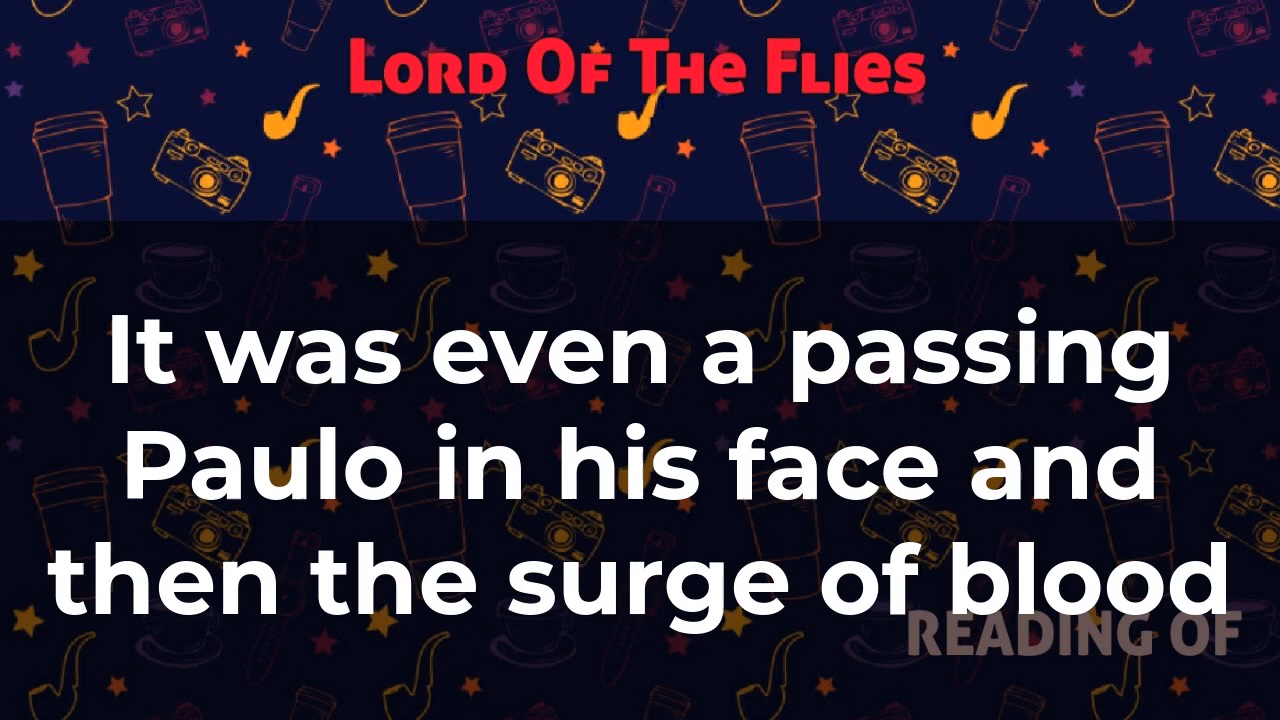 Lord Of The Flies
It was even a passing
Paulo in his face and
then the surge of blood
READING OF